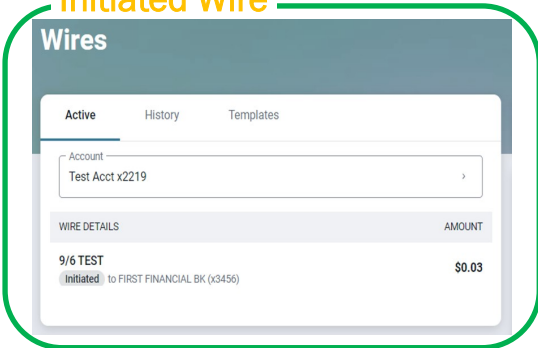 Initiated Wire
Wires
Active History Templates
Account
Test Acct x2219 ›
WIRE DETAILS AMOUNT
9/6 TEST $0.03
Initiated to FIRST FINANCIAL BK (x3456)